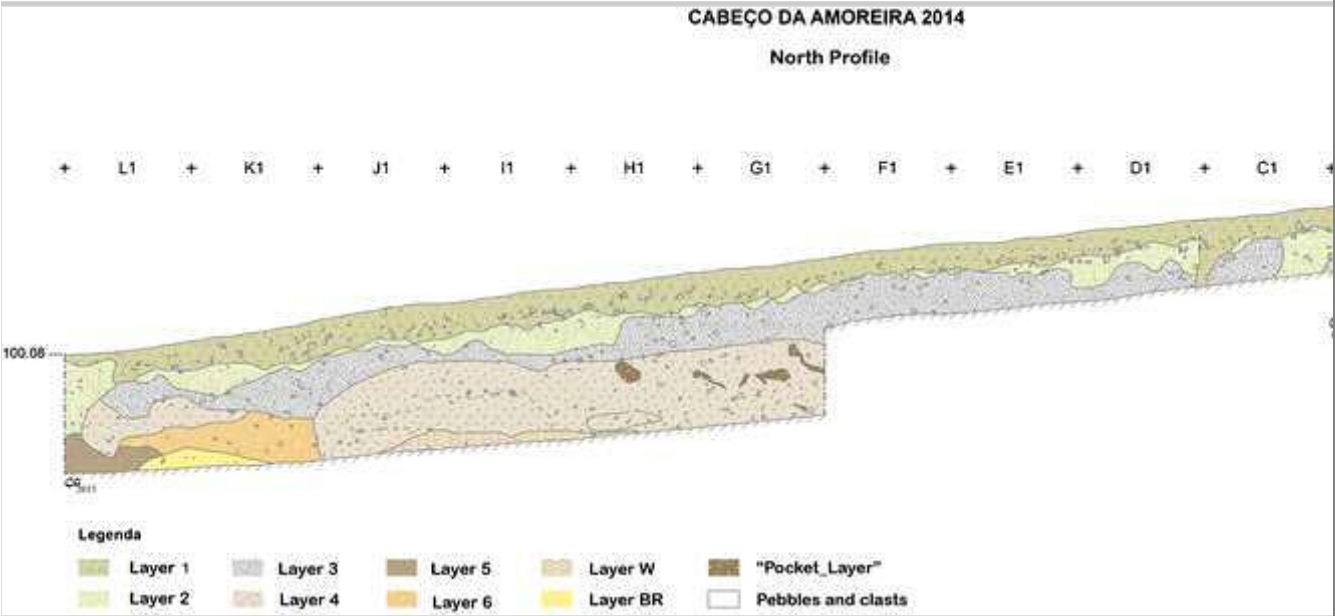 CABEÇO DA AMOREIRA 2014
North Profile
+ L1 + K1 + J1 + I1 + H1 + G1 + F1 + E1 + D1 + C1 +
100.08
Legenda
Layer 1 Layer 3 Layer 5 Layer W "Pocket_Layer"
Layer 2 Layer 4 Layer 6 Layer BR Pebbles and clasts